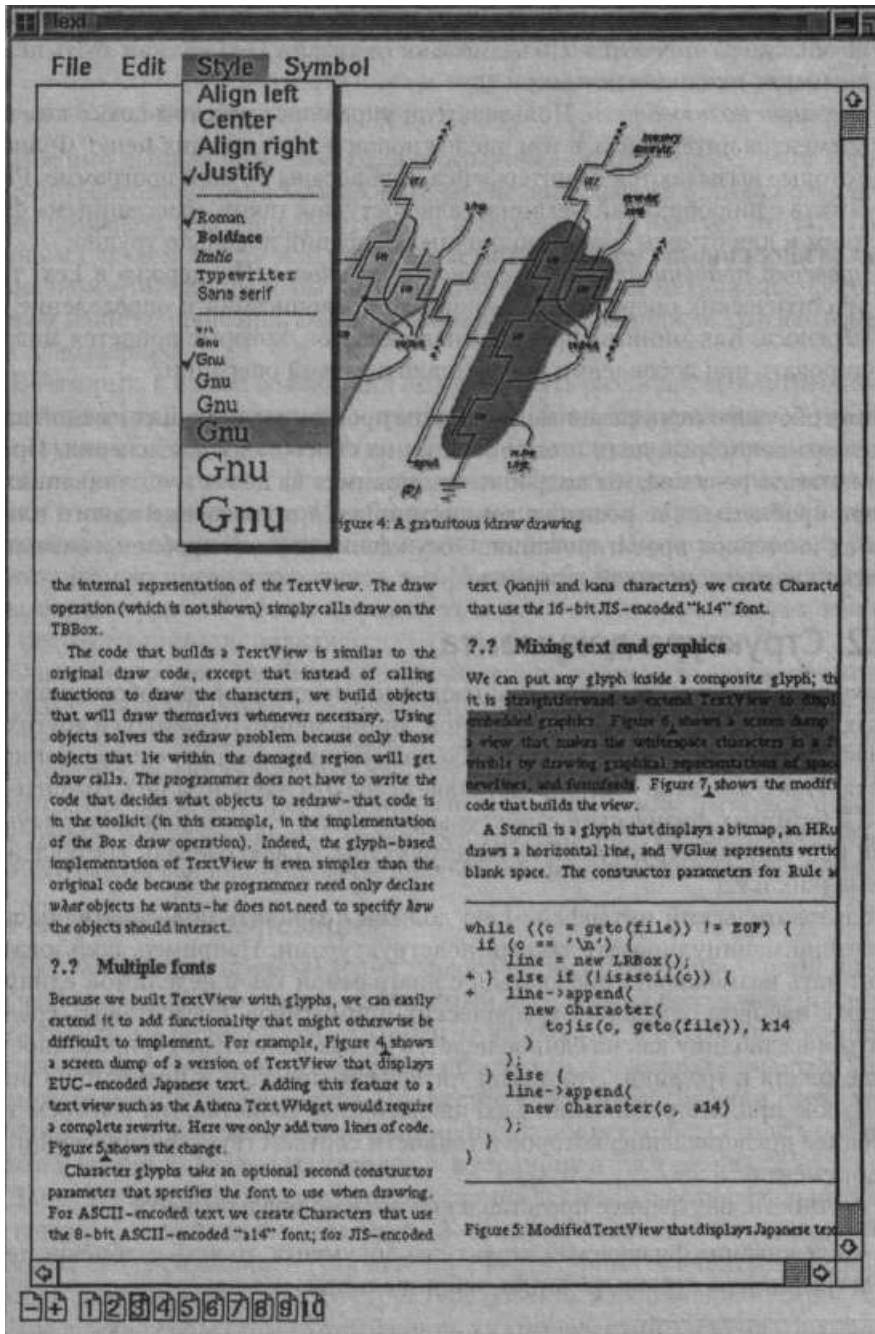 File Edit Style Symbol
Align left
Center
Align right
Justify
Roman
Boldface
Italic
Typewriter
Sans serif
Gnu
Gnu
Gnu
Gnu
Gnu
Gnu
Gnu
igure 4: A gratuitous idraw drawing
the internal representation of the TextView. The draw
operation (which is not shown) simply calls draw on the
TBBox.
The code that builds a TextView is similar to the
original draw code, except that instead of calling
functions to draw the characters, we build objects
that will draw themselves whenever necessary. Using
objects solves the redraw problem because only those
objects that lie within the damaged region will get
draw calls. The programmer does not have to write the
code that decides what objects to redraw-that code is
in the toolkit (in this example, in the implementation
of the Box draw operation). Indeed, the glyph-based
implementation of TextView is even simpler than the
original code because the programmer need only declare
what objects he wants-he does not need to specify how
the objects should interact.
?.? Multiple fonts
Because we built TextView with glyphs, we can easily
extend it to add functionality that might otherwise be
difficult to implement. For example, Figure 4 shows
a screen dump of a version of TextView that displays
EUC-encoded Japanese text. Adding this feature to a
text view such as the Athena Text Widget would require
a complete rewrite. Here we only add two lines of code.
Figure 5 shows the change.
Character glyphs take an optional second constructor
parameter that specifies the font to use when drawing.
For ASCII-encoded text we create Characters that use
the 8-bit ASCII-encoded "a14" font; for JIS-encoded
text (kanjii and kana characters) we create Characte
that use the 16-bit JIS-encoded "k14" font.
?.? Mixing text and graphics
We can put any glyph inside a composite glyph; th
it is straightforward to extend TextView to displ
embedded graphics. Figure 6 shows a screen dump
a view that makes the whitespace characters in a f
visible by drawing graphical representations of space
newlines, and formfeeds. Figure 7 shows the modifi
code that builds the view.
A Stencil is a glyph that displays a bitmap, an HRu
draws a horizontal line, and VGlue represents vertic
blank space. The constructor parameters for Rule a
while ((c = getc(file)) != EOF) {
if (c == '\n') {
line = new LRBox();
+ } else if (!isascii(c)) {
+ line->append(
new Character(
tojis(c, getc(file)), k14
)
);
} else {
line->append(
new Character(c, a14)
);
}
}
Figure 5: Modified TextView that displays Japanese tex
- + 1 2 3 4 5 6 7 8 9 10